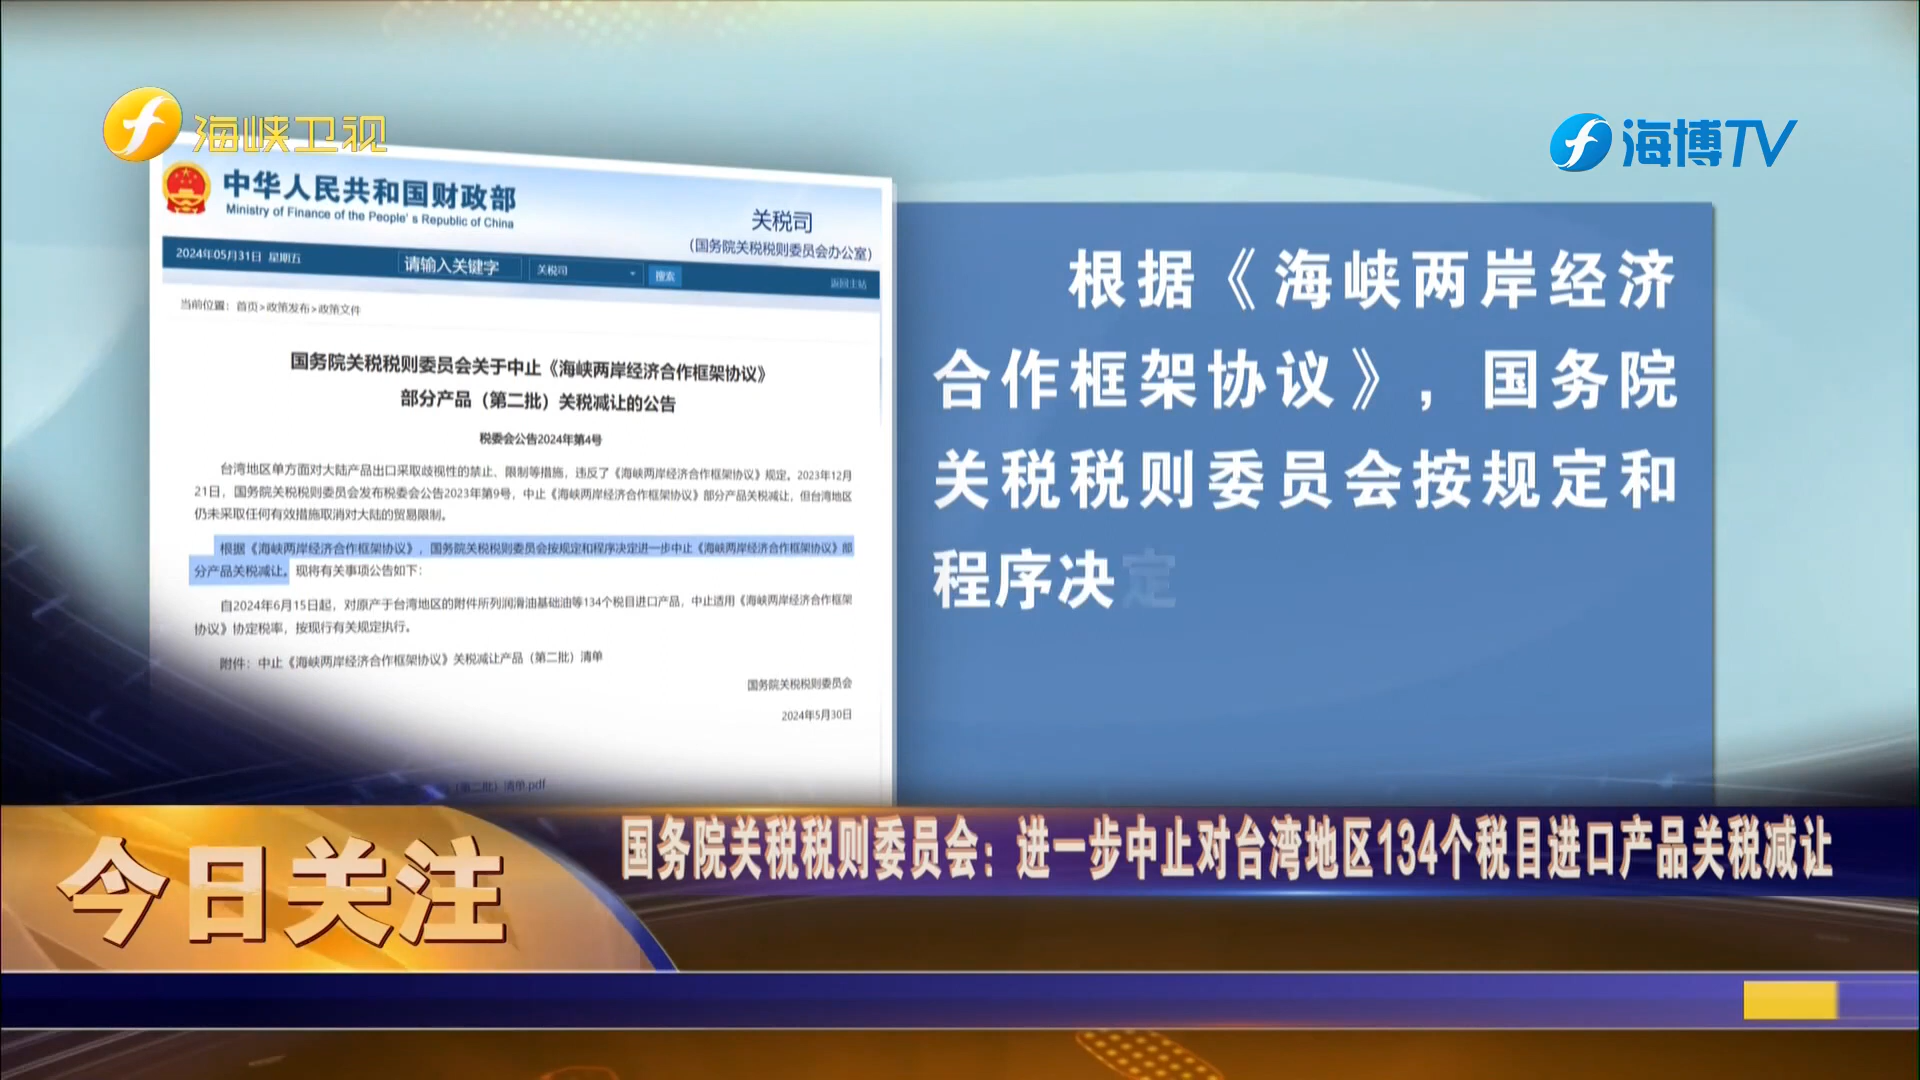 海峡卫视
海博TV
中华人民共和国财政部
Ministry of Finance of the People's Republic of China
关税司
（国务院关税税则委员会办公室）
2024年05月31日 星期五
请输入关键字
关税司
搜索
返回主站
当前位置：首页>政策发布>政策文件
国务院关税税则委员会关于中止《海峡两岸经济合作框架协议》
部分产品（第二批）关税减让的公告
税委会公告2024年第4号
台湾地区单方面对大陆产品出口采取歧视性的禁止、限制等措施，违反了《海峡两岸经济合作框架协议》规定。2023年12月
21日，国务院关税税则委员会发布税委会公告2023年第9号，中止《海峡两岸经济合作框架协议》部分产品关税减让，但台湾地区
仍未采取任何有效措施取消对大陆的贸易限制。
根据《海峡两岸经济合作框架协议》，国务院关税税则委员会按规定和程序决定进一步中止《海峡两岸经济合作框架协议》部
分产品关税减让。现将有关事项公告如下：
自2024年6月15日起，对原产于台湾地区的附件所列润滑油基础油等134个税目进口产品，中止适用《海峡两岸经济合作框架
协议》协定税率，按现行有关规定执行。
附件：中止《海峡两岸经济合作框架协议》关税减让产品（第二批）清单
国务院关税税则委员会
2024年5月30日
（第二批）清单.pdf
根据《海峡两岸经济
合作框架协议》，国务院
关税税则委员会按规定和
程序决定
国务院关税税则委员会：进一步中止对台湾地区134个税目进口产品关税减让
今日关注